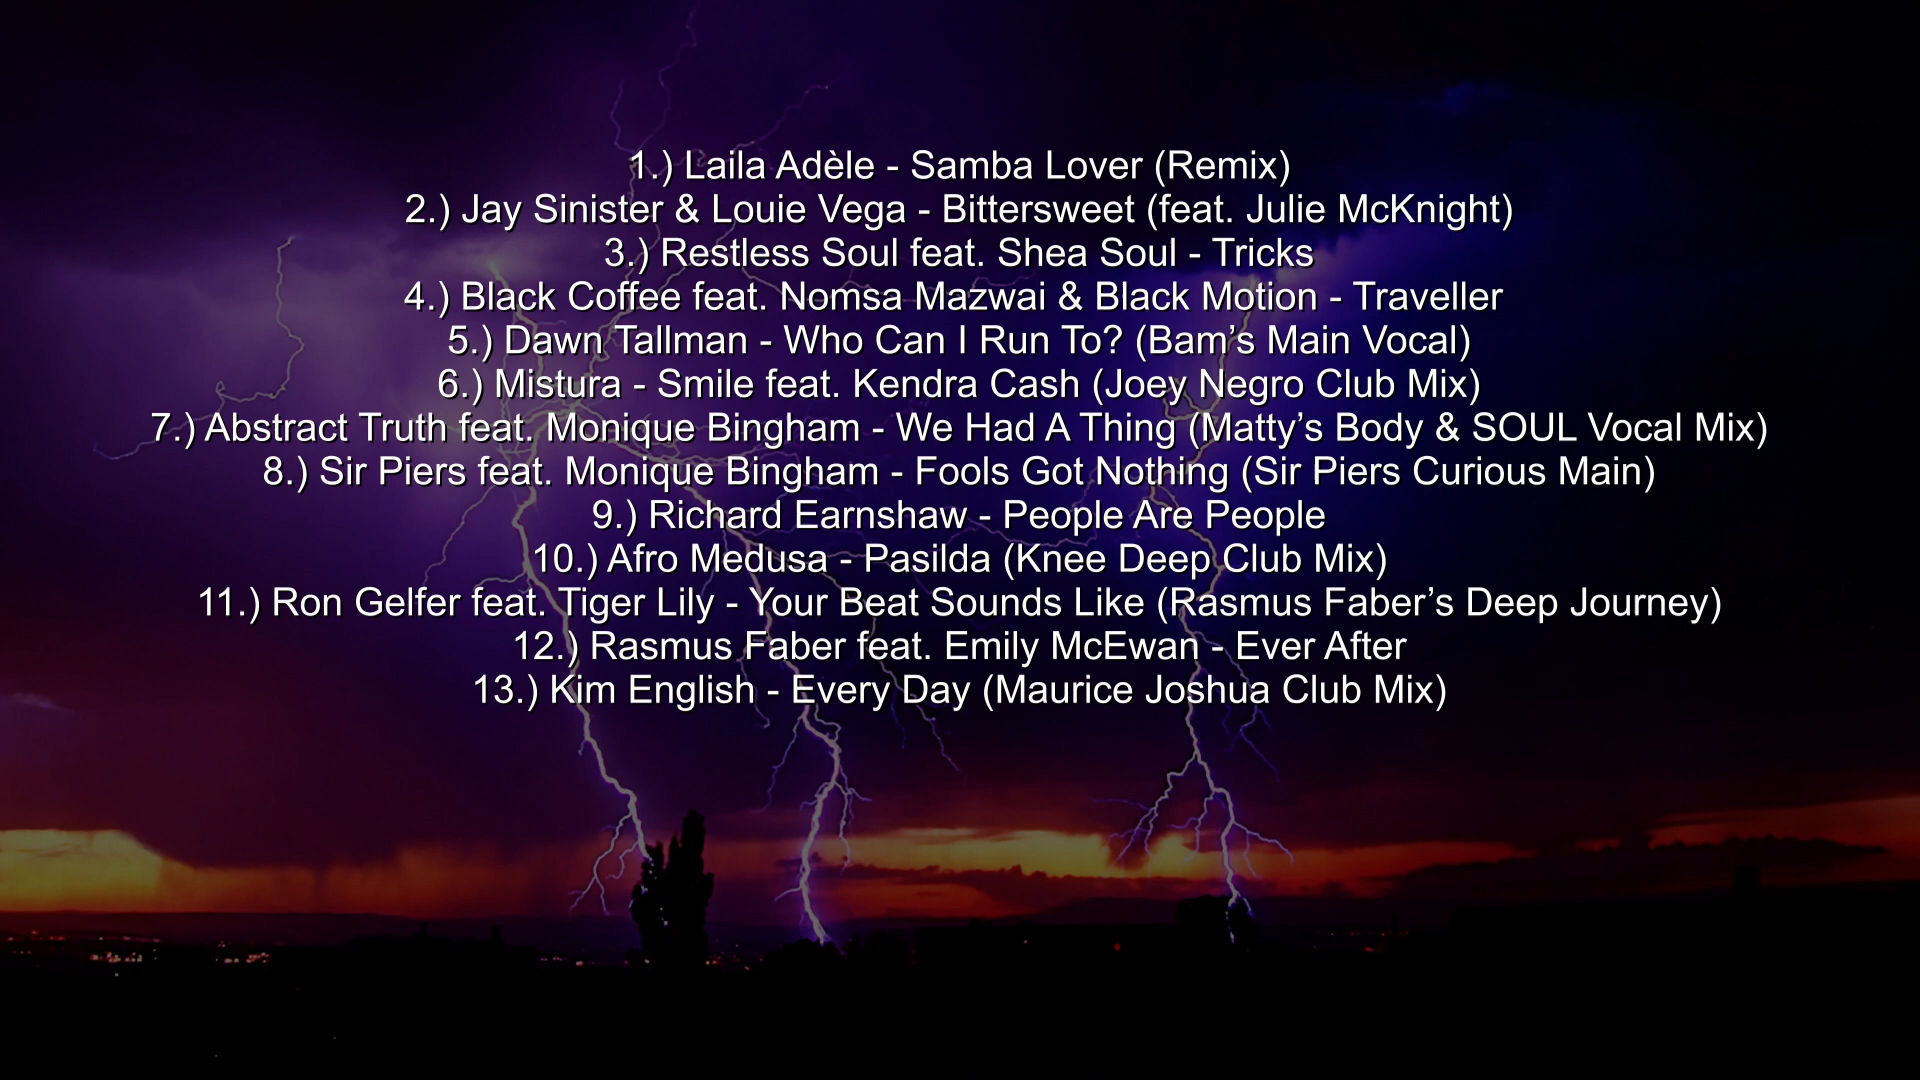 1.) Laila Adèle - Samba Lover (Remix)
2.) Jay Sinister & Louie Vega - Bittersweet (feat. Julie McKnight)
3.) Restless Soul feat. Shea Soul - Tricks
4.) Black Coffee feat. Nomsa Mazwai & Black Motion - Traveller
5.) Dawn Tallman - Who Can I Run To? (Bam’s Main Vocal)
6.) Mistura - Smile feat. Kendra Cash (Joey Negro Club Mix)
7.) Abstract Truth feat. Monique Bingham - We Had A Thing (Matty’s Body & SOUL Vocal Mix)
8.) Sir Piers feat. Monique Bingham - Fools Got Nothing (Sir Piers Curious Main)
9.) Richard Earnshaw - People Are People
10.) Afro Medusa - Pasilda (Knee Deep Club Mix)
11.) Ron Gelfer feat. Tiger Lily - Your Beat Sounds Like (Rasmus Faber’s Deep Journey)
12.) Rasmus Faber feat. Emily McEwan - Ever After
13.) Kim English - Every Day (Maurice Joshua Club Mix)